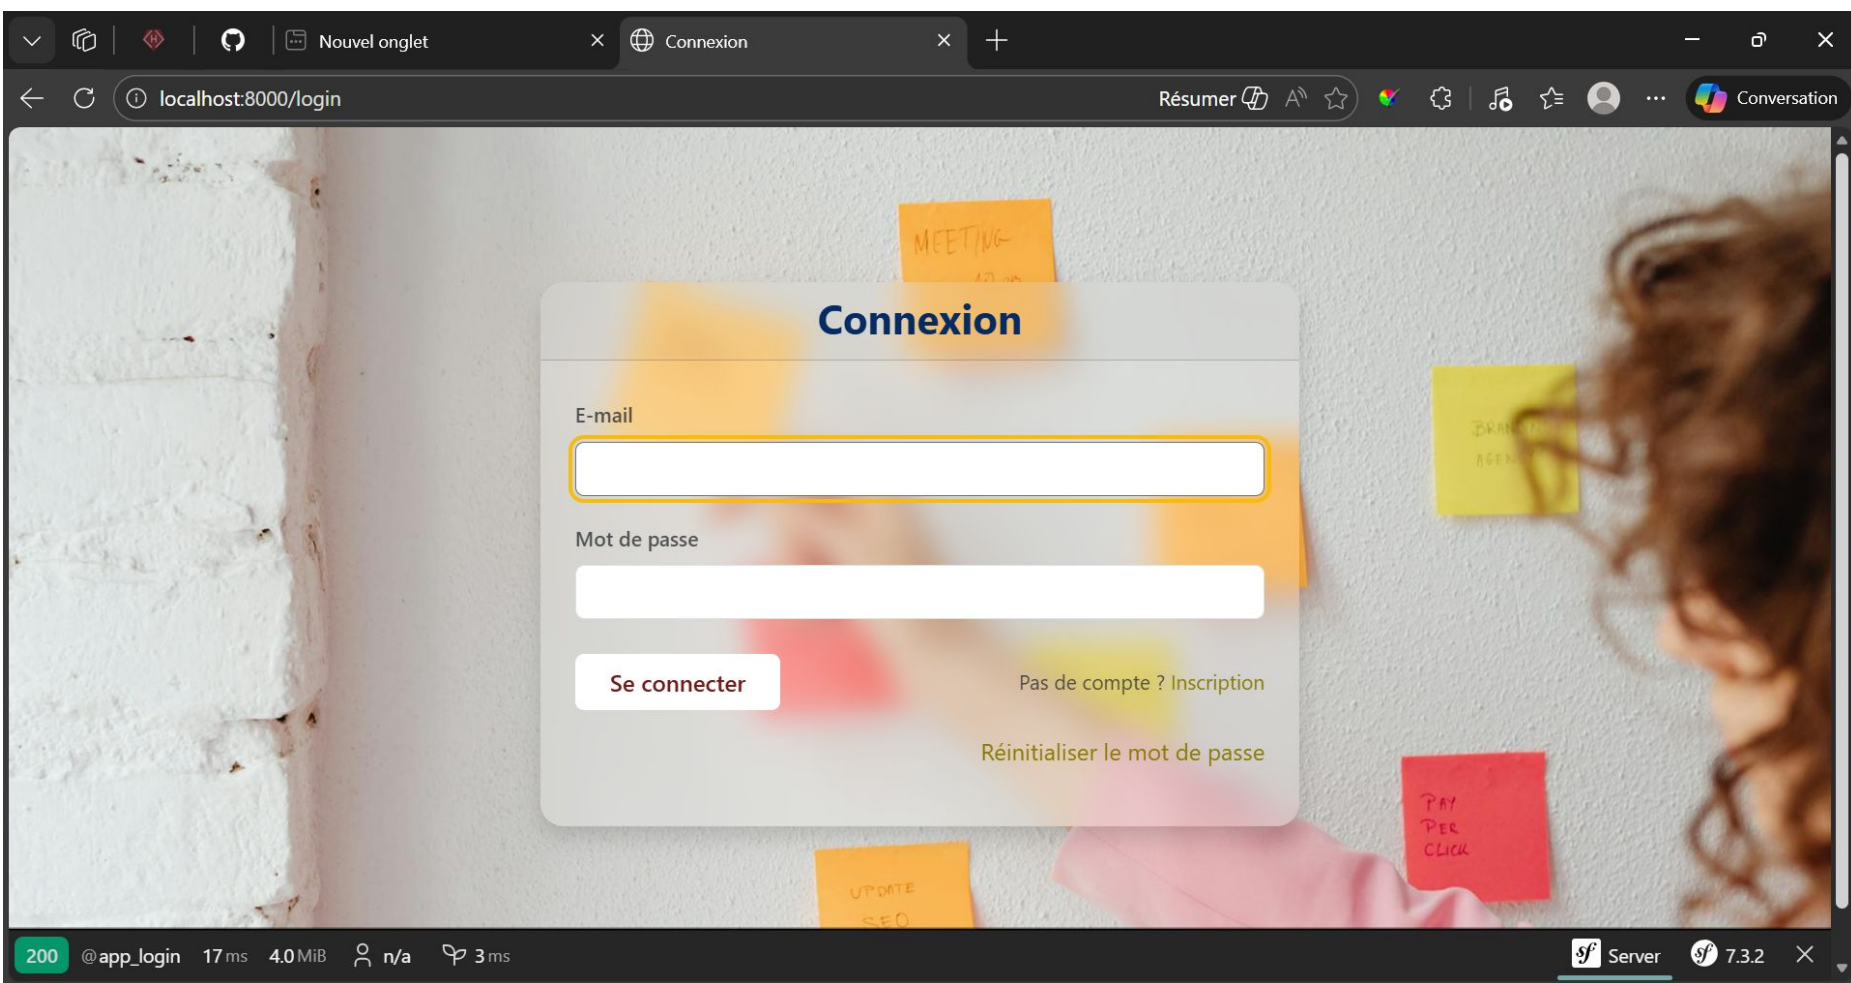 Nouvel onglet
Connexion
localhost:8000/login
Résumer
Conversation
MEETING
Connexion
E-mail
Mot de passe
Se connecter
Pas de compte ? Inscription
Réinitialiser le mot de passe
PAY
PER
CLICK
UPDATE
SEO
200 @app_login 17 ms 4.0 MiB n/a 3 ms
sf Server sf 7.3.2